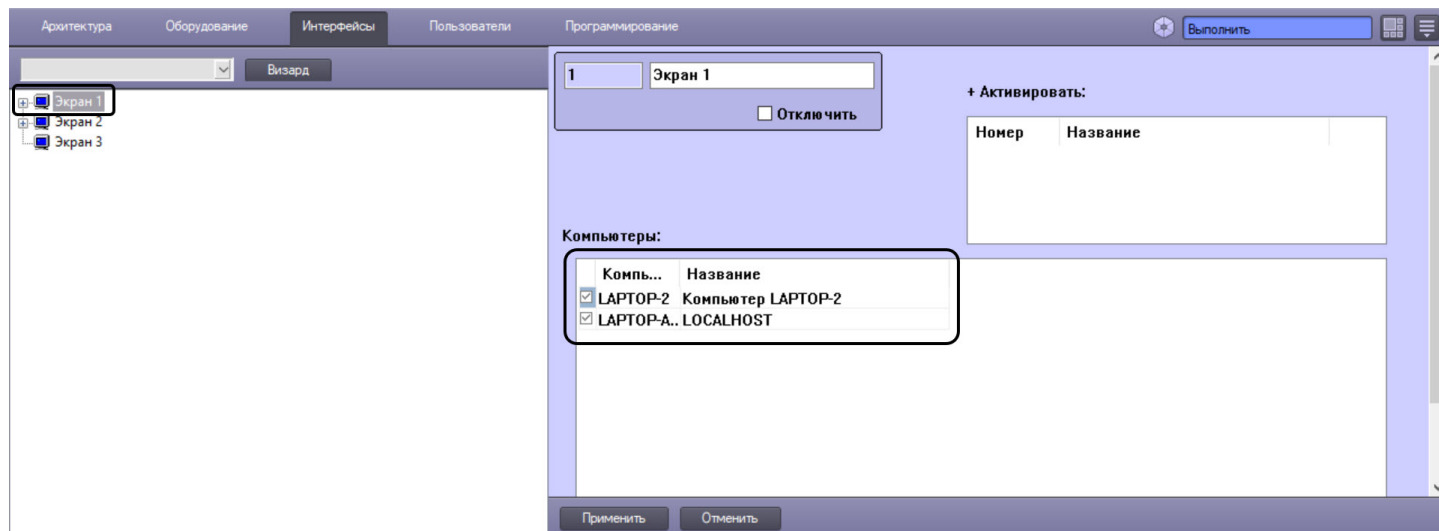 Архитектура Оборудование Интерфейсы Пользователи Программирование Выполнить
Визард
Экран 1
Экран 2
Экран 3
1 Экран 1
Отключить
+ Активировать:
Номер Название
Компьютеры:
Компь... Название
LAPTOP-2 Компьютер LAPTOP-2
LAPTOP-A.. LOCALHOST
Применить Отменить